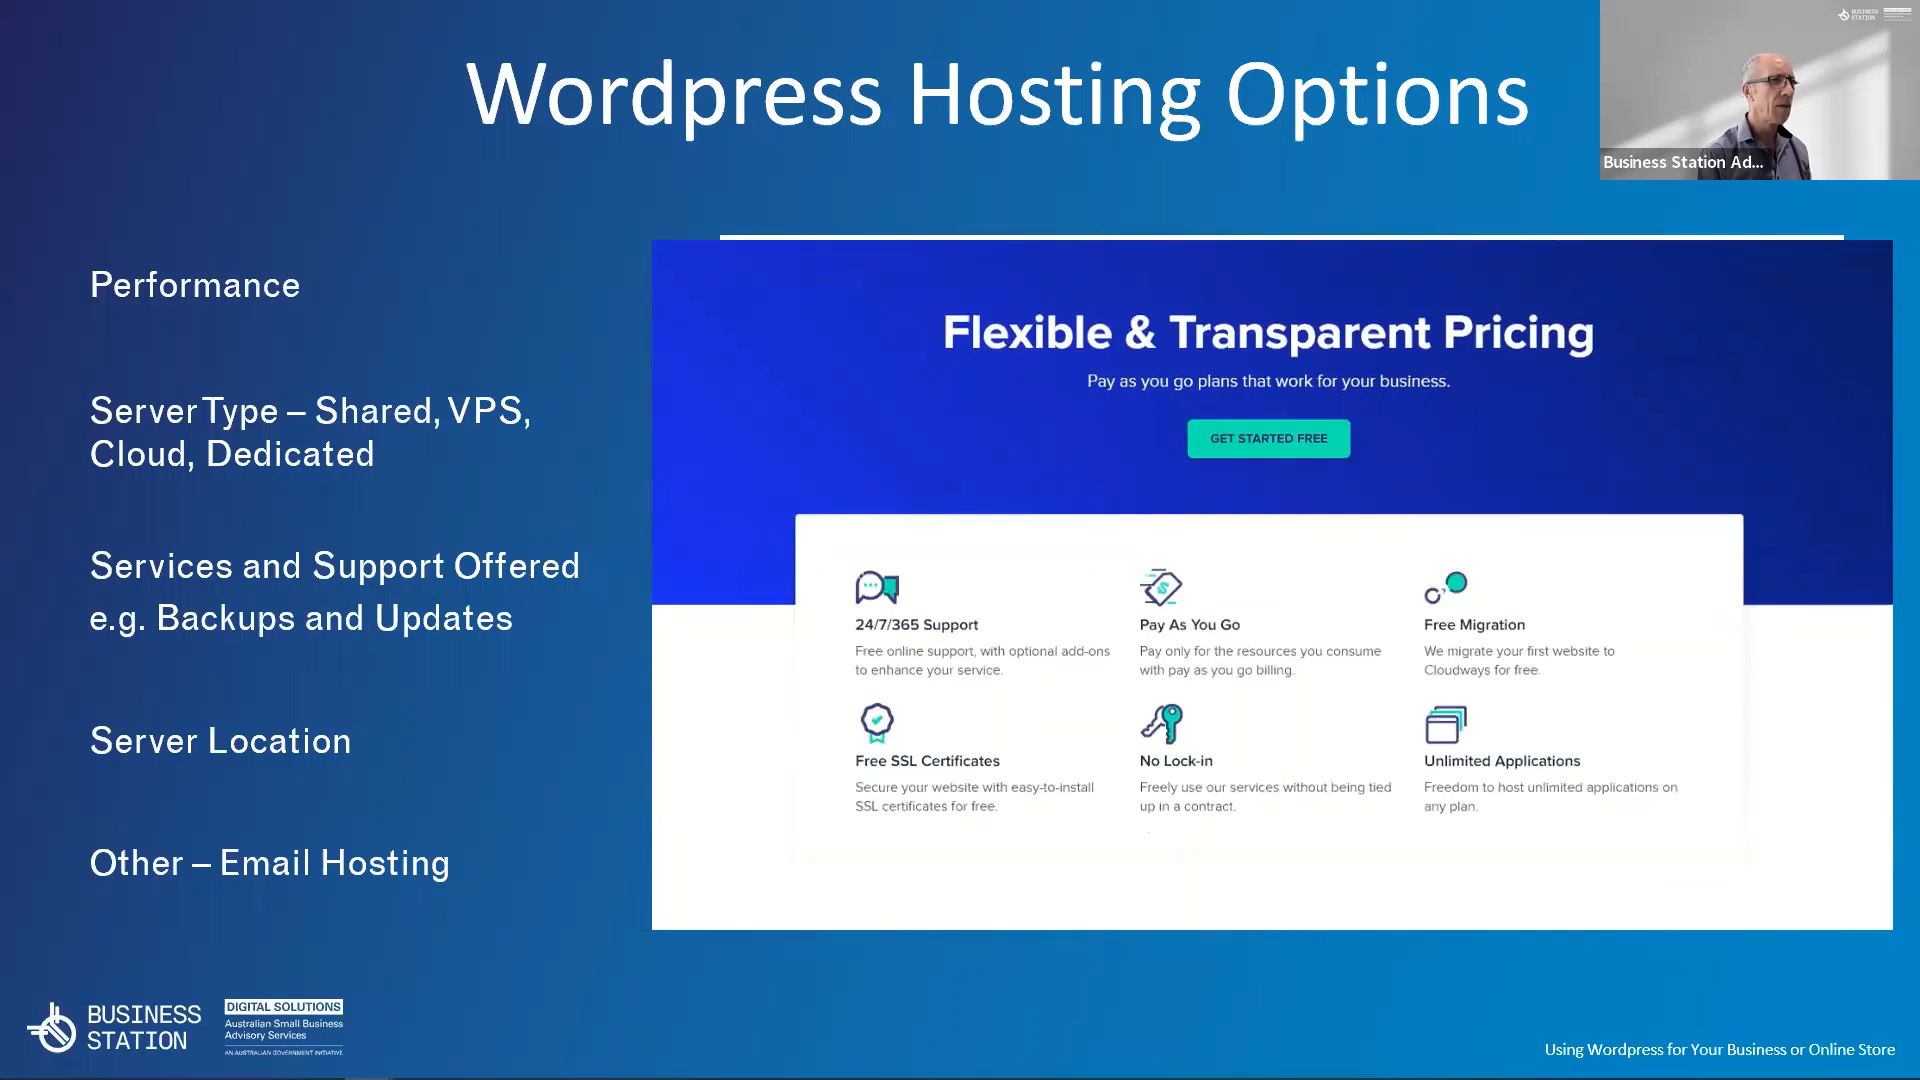 Wordpress Hosting Options
BUSINESS
STATION
Business Station Ad...
Performance
Server Type – Shared, VPS,
Cloud, Dedicated
Services and Support Offered
e.g. Backups and Updates
Server Location
Other – Email Hosting
Flexible & Transparent Pricing
Pay as you go plans that work for your business.
GET STARTED FREE
24/7/365 Support
Free online support, with optional add-ons
to enhance your service.
Pay As You Go
Pay only for the resources you consume
with pay as you go billing.
Free Migration
We migrate your first website to
Cloudways for free.
Free SSL Certificates
Secure your website with easy-to-install
SSL certificates for free.
No Lock-in
Freely use our services without being tied
up in a contract.
Unlimited Applications
Freedom to host unlimited applications on
any plan.
BUSINESS
STATION
DIGITAL SOLUTIONS
Australian Small Business
Advisory Services
AN AUSTRALIAN GOVERNMENT INITIATIVE
Using Wordpress for Your Business or Online Store